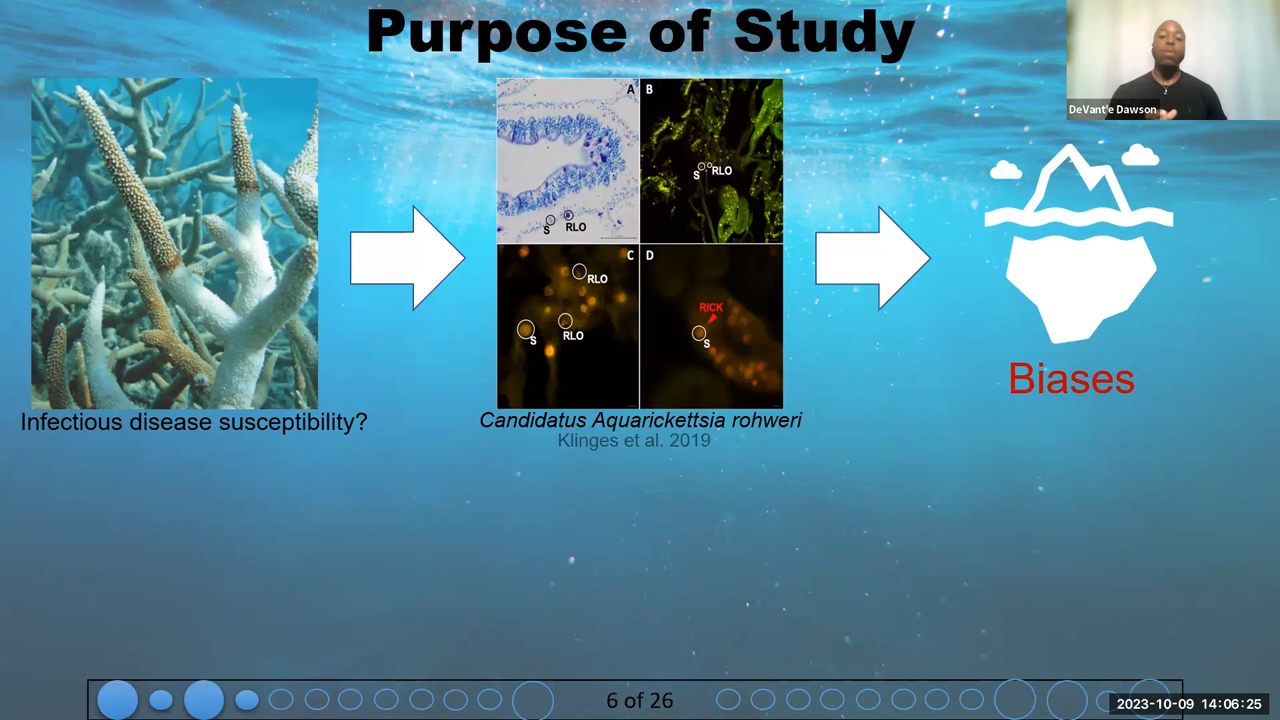 Purpose of Study
DeVant'e Dawson
A
B
S
RLO
S
RLO
C
D
RLO
RLO
S
RICK
S
Biases
Infectious disease susceptibility?
Candidatus Aquarickettsia rohweri
Klinges et al. 2019
6 of 26
2023-10-09 14:06:25